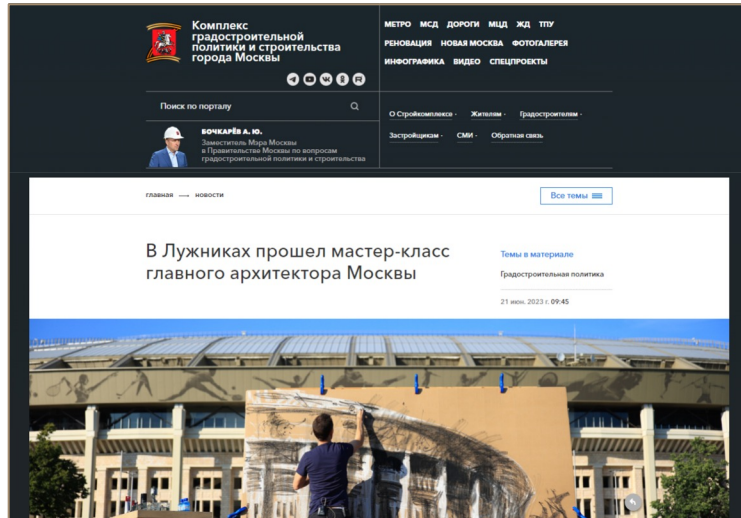 Комплекс
градостроительной
политики и строительства
города Москвы
МЕТРО МСД ДОРОГИ МЦД ЖД ТПУ
РЕНОВАЦИЯ НОВАЯ МОСКВА ФОТОГАЛЕРЕЯ
ИНФОГРАФИКА ВИДЕО СПЕЦПРОЕКТЫ
Поиск по порталу
О Стройкомплексе Жителям Градостроителям
Застройщикам СМИ Обратная связь
БОЧКАРЁВ А. Ю.
Заместитель Мэра Москвы
в Правительстве Москвы по вопросам
градостроительной политики и строительства
ГЛАВНАЯ → НОВОСТИ
Все темы
В Лужниках прошел мастер-класс
главного архитектора Москвы
Темы в материале
Градостроительная политика
21 июн. 2023 г. 09:45